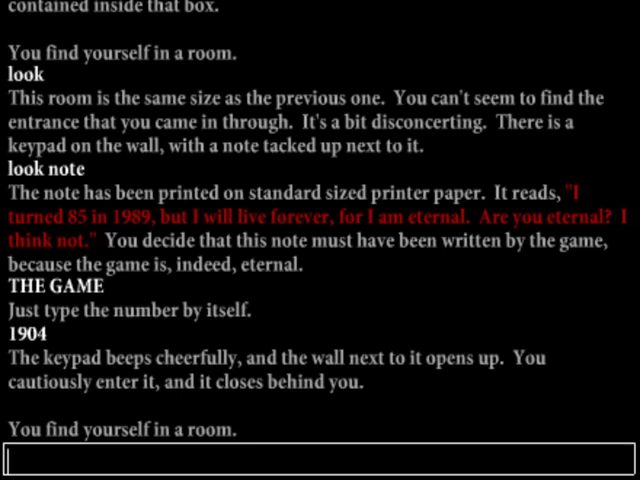 contained inside that box.
You find yourself in a room.
look
This room is the same size as the previous one.  You can't seem to find the
entrance that you came in through.  It's a bit disconcerting.  There is a
keypad on the wall, with a note tacked up next to it.
look note
The note has been printed on standard sized printer paper.  It reads, "I
turned 85 in 1989, but I will live forever, for I am eternal.  Are you eternal?  I
think not."  You decide that this note must have been written by the game,
because the game is, indeed, eternal.
THE GAME
Just type the number by itself.
1904
The keypad beeps cheerfully, and the wall next to it opens up.  You
cautiously enter it, and it closes behind you.
You find yourself in a room.